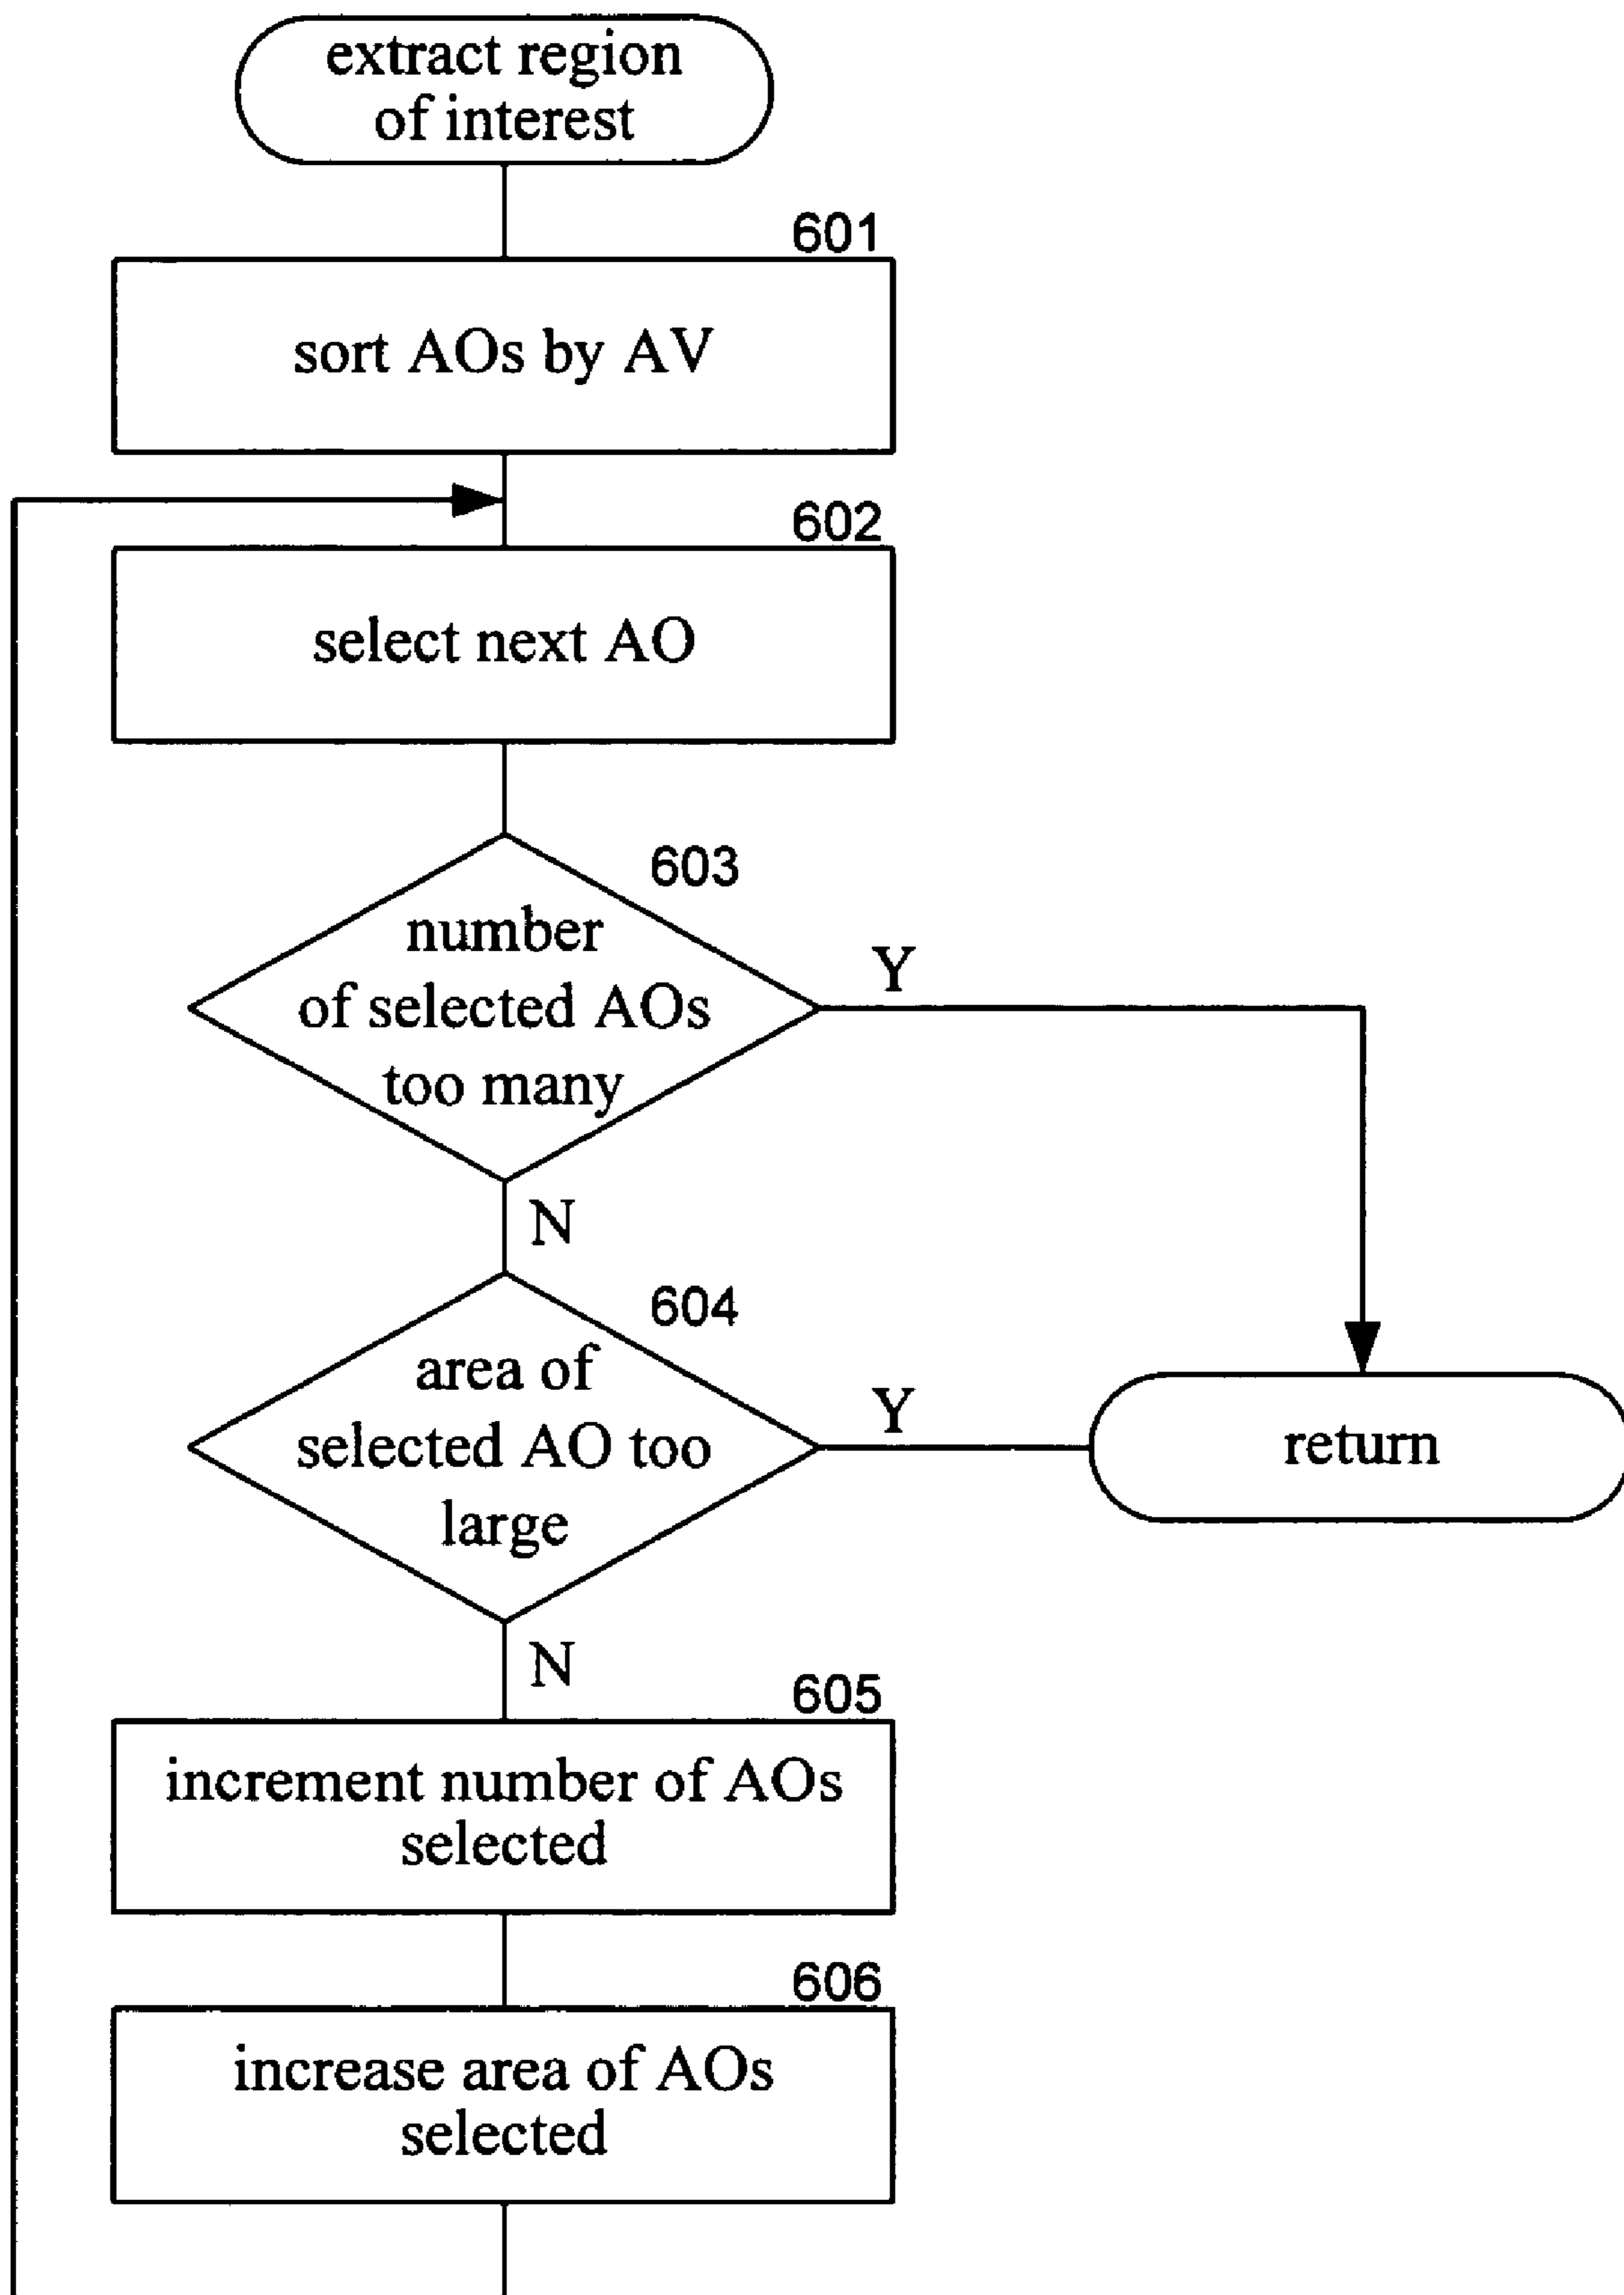 extract region
of interest
601
sort AOs by AV
602
select next AO
603
number
of selected AOs
too many
Y
N
604
area of
selected AO too
large
Y
return
N
605
increment number of AOs
selected
606
increase area of AOs
selected